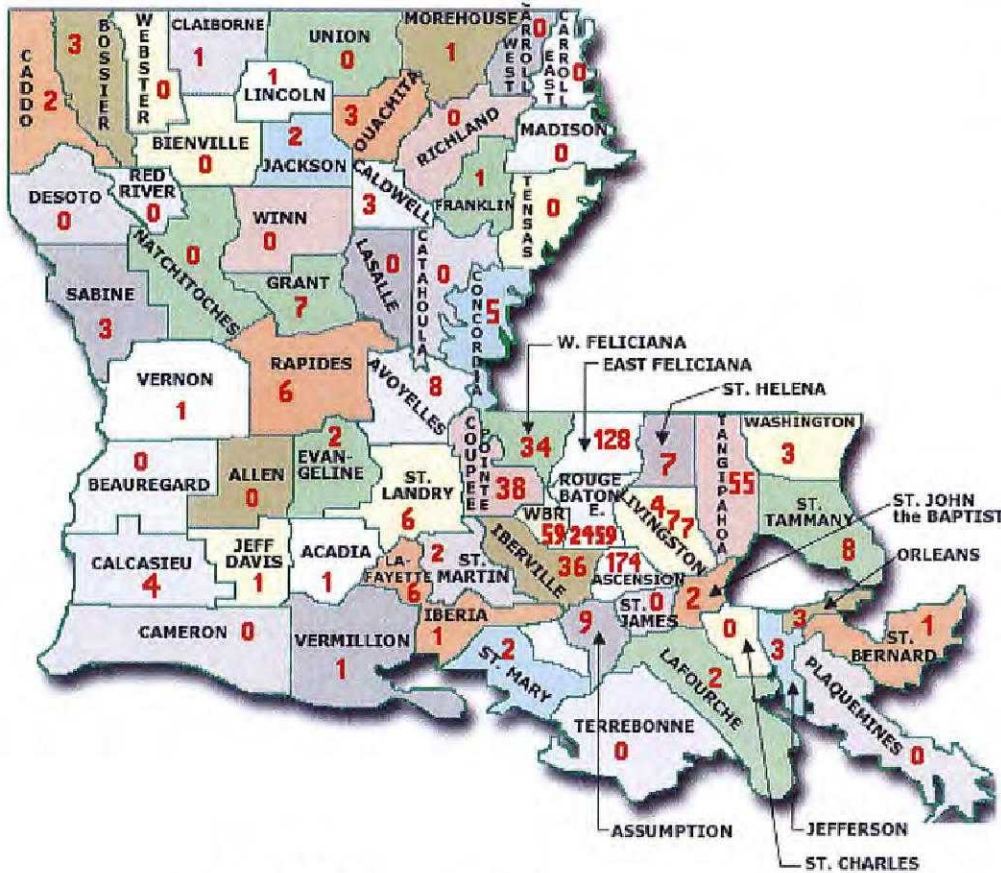 CADDO
2
3
BOSSIER
WEBSTER
0
CLAIBORNE
1
UNION
0
MOREHOUSE
1
WEST CARROLL
0
EAST CARROLL
0
1
LINCOLN
3
OUACHITA
0
RICHLAND
MADISON
0
BIENVILLE
0
2
JACKSON
CALDWELL
3
1
FRANKLIN
TENSAS
0
DESOTO
0
RED
RIVER
0
NATCHITOCHES
0
WINN
0
LASALLE
0
CATAHOULA
0
CONCORDIA
5
SABINE
3
GRANT
7
VERNON
1
RAPIDES
6
AVOYELLES
8
W. FELICIANA
34
EAST FELICIANA
128
ST. HELENA
7
TANGIPAHOA
55
WASHINGTON
3
0
BEAUREGARD
ALLEN
0
2
EVAN-
GELINE
ST.
LANDRY
6
POINTE
COUPEE
38
ROUGE
BATON
E.
2459
WBR
59
LIVINGSTON
477
ST.
TAMMANY
8
ST. JOHN
the BAPTIST
2
ORLEANS
3
CALCASIEU
4
JEFF
DAVIS
1
ACADIA
1
LA-
FAYETTE
6
2
ST.
MARTIN
IBERVILLE
36
174
ASCENSION
ST.
JAMES
0
CAMERON 0
VERMILLION
1
IBERIA
1
ST. MARY
2
9
0
3
1
ST.
BERNARD
LAFOURCHE
2
PLAQUEMINES
0
TERREBONNE
0
ASSUMPTION
JEFFERSON
ST. CHARLES